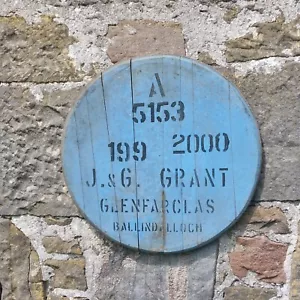 A
5153
199 2000
J.&G. GRANT
GLENFARCLAS
BALLINDALLOCH